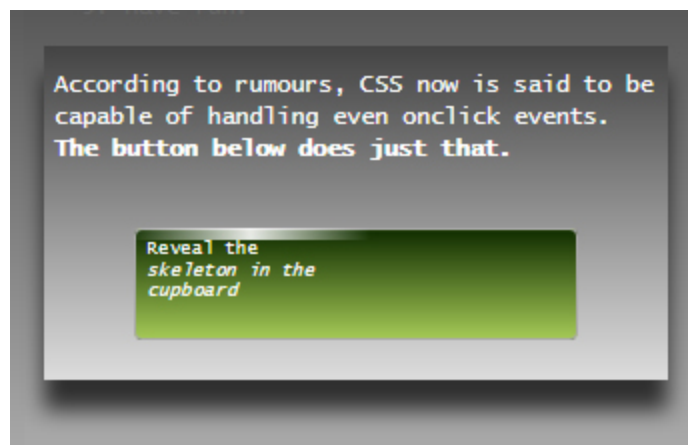 According to rumours, CSS now is said to be
capable of handling even onclick events.
The button below does just that.
Reveal the
skeleton in the
cupboard